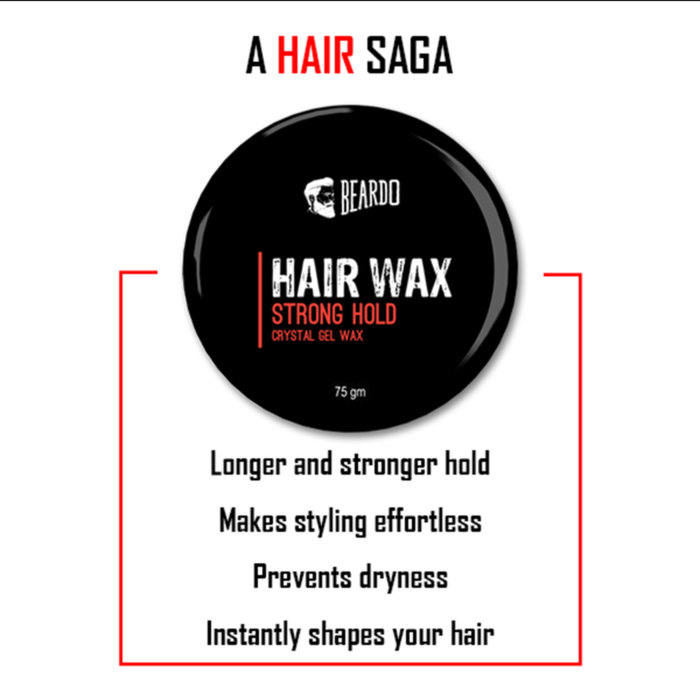 A HAIR SAGA
BEARDO
HAIR WAX
STRONG HOLD
CRYSTAL GEL WAX
75 gm
Longer and stronger hold
Makes styling effortless
Prevents dryness
Instantly shapes your hair